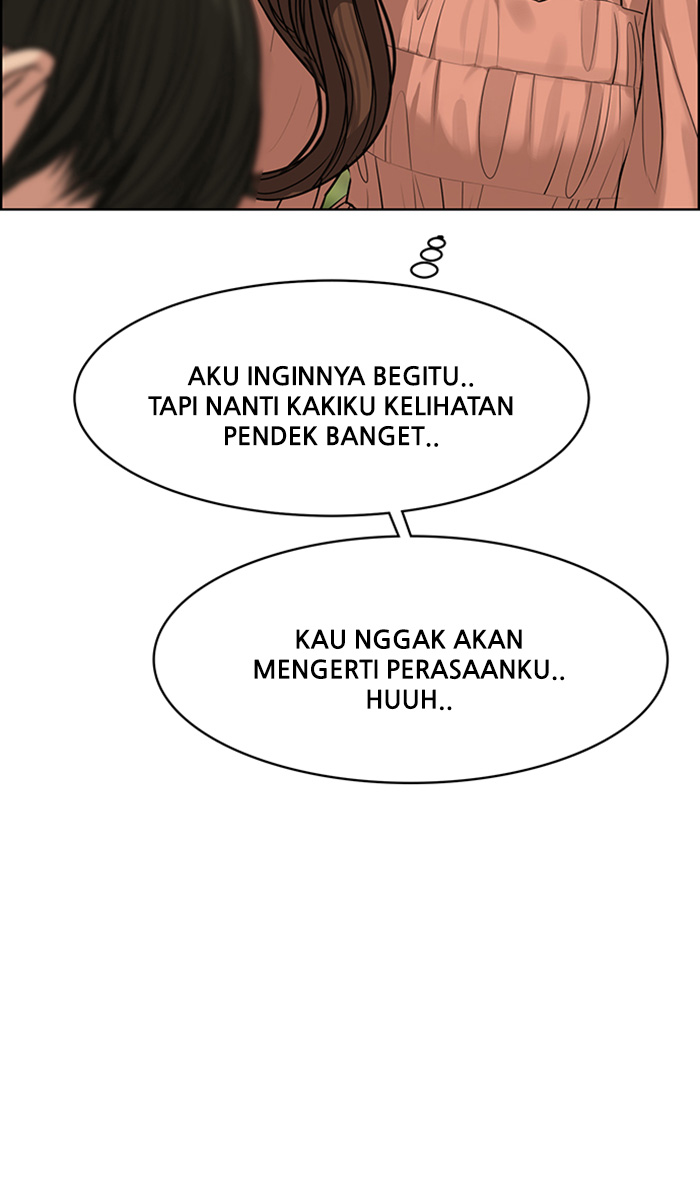 AKU INGINNYA BEGITU..
TAPI NANTI KAKIKU KELIHATAN
PENDEK BANGET..
KAU NGGAK AKAN
MENGERTI PERASAANKU..
HUUH..